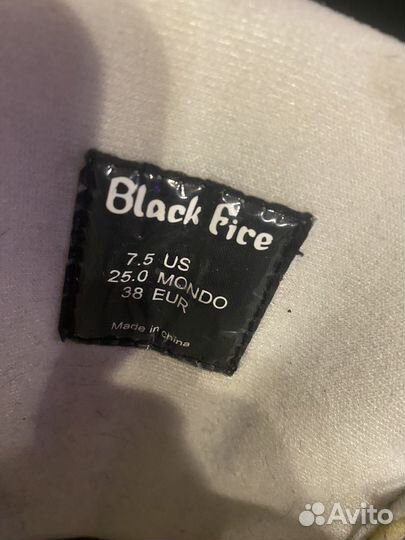 Black Fire
7.5 US
25.0 MONDO
38 EUR
Made in china
Avito